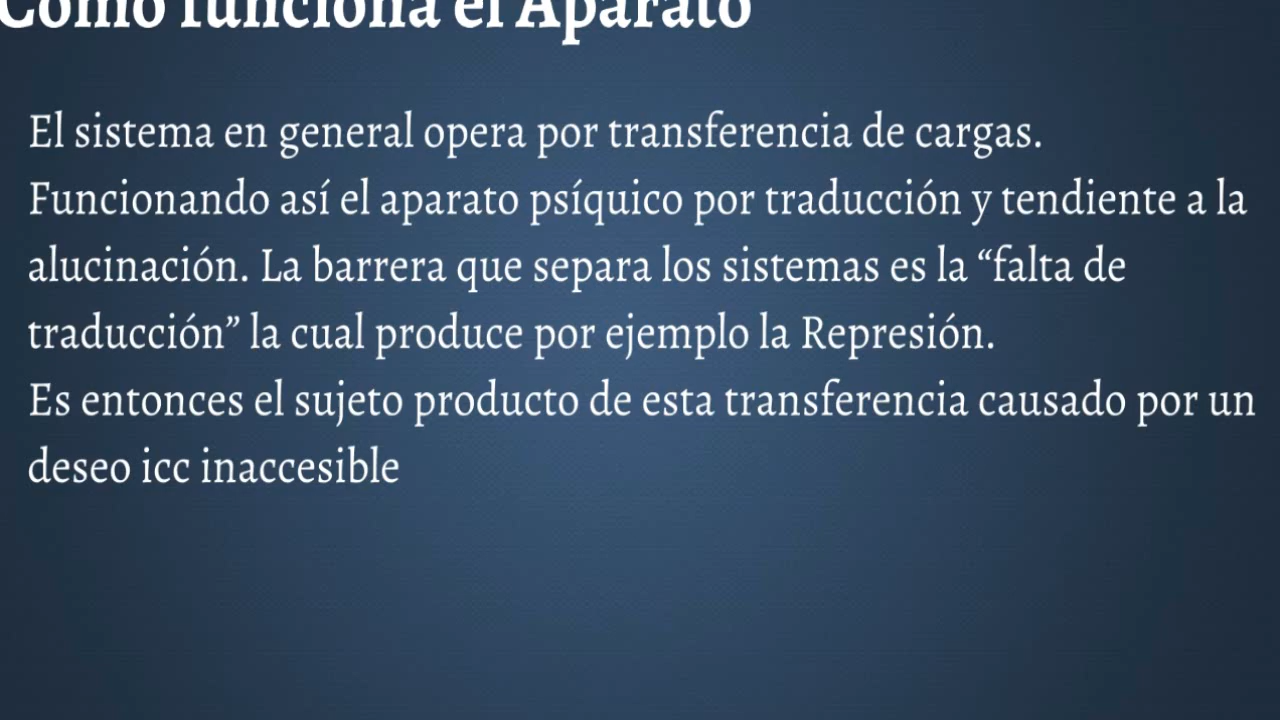 Como funciona el Aparato
El sistema en general opera por transferencia de cargas.
Funcionando así el aparato psíquico por traducción y tendiente a la
alucinación. La barrera que separa los sistemas es la “falta de
traducción” la cual produce por ejemplo la Represión.
Es entonces el sujeto producto de esta transferencia causado por un
deseo icc inaccesible